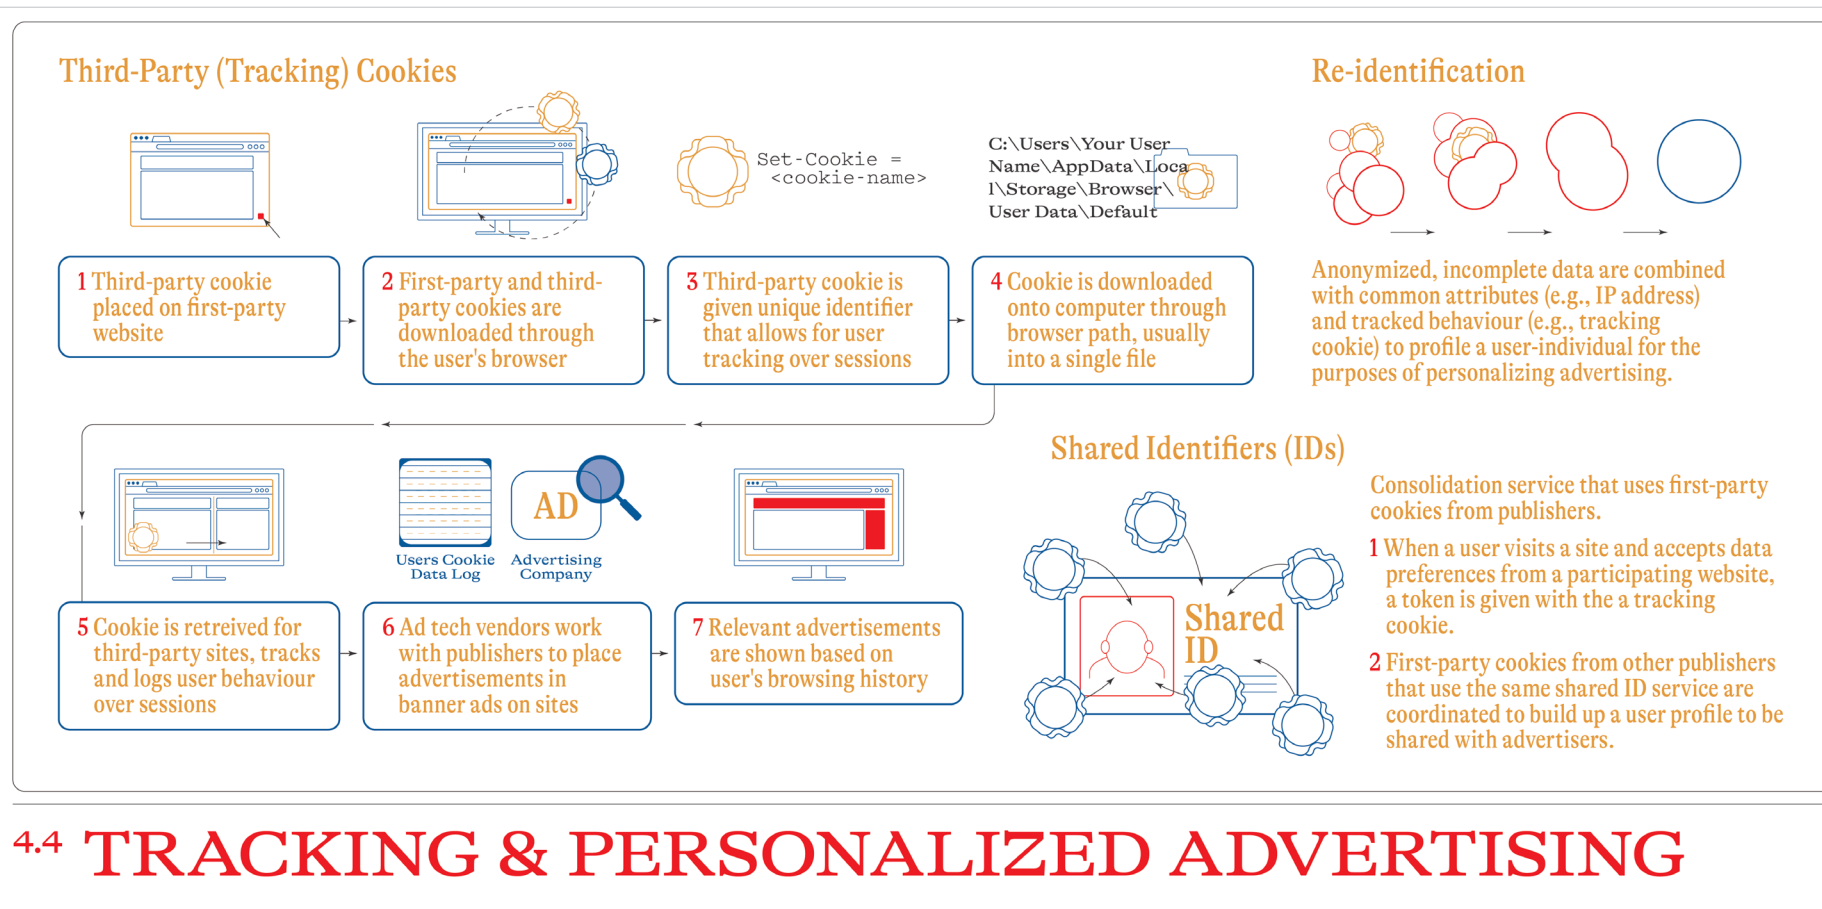 Third-Party (Tracking) Cookies
Set-Cookie =
<cookie-name>
C:\Users\Your User
Name\AppData\Loca
l\Storage\Browser\
User Data\Default
1 Third-party cookie
placed on first-party
website
2 First-party and third-
party cookies are
downloaded through
the user's browser
3 Third-party cookie is
given unique identifier
that allows for user
tracking over sessions
4 Cookie is downloaded
onto computer through
browser path, usually
into a single file
AD
Users Cookie
Data Log
Advertising
Company
5 Cookie is retreived for
third-party sites, tracks
and logs user behaviour
over sessions
6 Ad tech vendors work
with publishers to place
advertisements in
banner ads on sites
7 Relevant advertisements
are shown based on
user's browsing history
Re-identification
Anonymized, incomplete data are combined
with common attributes (e.g., IP address)
and tracked behaviour (e.g., tracking
cookie) to profile a user-individual for the
purposes of personalizing advertising.
Shared Identifiers (IDs)
Shared
ID
Consolidation service that uses first-party
cookies from publishers.
1 When a user visits a site and accepts data
preferences from a participating website,
a token is given with the a tracking
cookie.
2 First-party cookies from other publishers
that use the same shared ID service are
coordinated to build up a user profile to be
shared with advertisers.
4.4 TRACKING & PERSONALIZED ADVERTISING